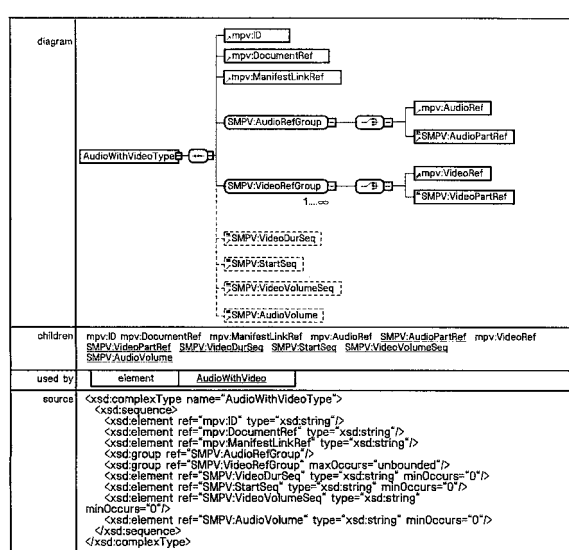 diagram
mpv:ID
mpv:DocumentRef
mpv:ManifestLinkRef
SMPV:AudioRefGroup
mpv:AudioRef
SMPV:AudioPartRef
AudioWithVideoType
SMPV:VideoRefGroup
1....∞
mpv:VideoRef
SMPV:VideoPartRef
SMPV:VideoDurSeq
SMPV:StartSeq
SMPV:VideoVolumeSeq
SMPV:AudioVolume
children mpv:ID mpv:DocumentRef mpv:ManifestLinkRef mpv:AudioRef SMPV:AudioPartRef mpv:VideoRef
SMPV:VideoPartRef SMPV:VideoDurSeq SMPV:StartSeq SMPV:VideoVolumeSeq
SMPV:AudioVolume
used by element AudioWithVideo
source <xsd:complexType name="AudioWithVideoType">
<xsd:sequence>
<xsd:element ref="mpv:ID" type="xsd:string"/>
<xsd:element ref="mpv:DocumentRef" type="xsd:string"/>
<xsd:element ref="mpv:ManifestLinkRef" type="xsd:string"/>
<xsd:group ref="SMPV:AudioRefGroup"/>
<xsd:group ref="SMPV:VideoRefGroup" maxOccurs="unbounded"/>
<xsd:element ref="SMPV:VideoDurSeq" type="xsd:string" minOccurs="0"/>
<xsd:element ref="SMPV:StartSeq" type="xsd:string" minOccurs="0"/>
<xsd:element ref="SMPV:VideoVolumeSeq" type="xsd:string"
minOccurs="0"/>
<xsd:element ref="SMPV:AudioVolume" type="xsd:string" minOccurs="0"/>
</xsd:sequence>
</xsd:complexType>